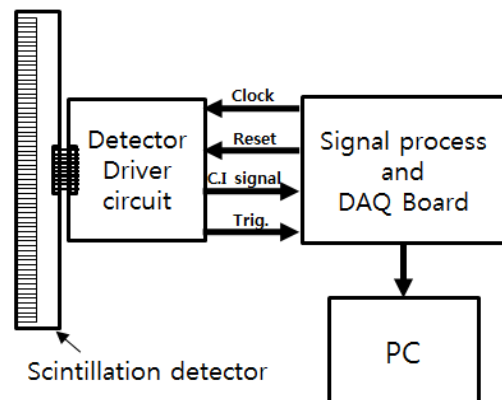 Detector
Driver
circuit
Clock
Reset
C.I signal
Trig.
Signal process
and
DAQ Board
PC
Scintillation detector